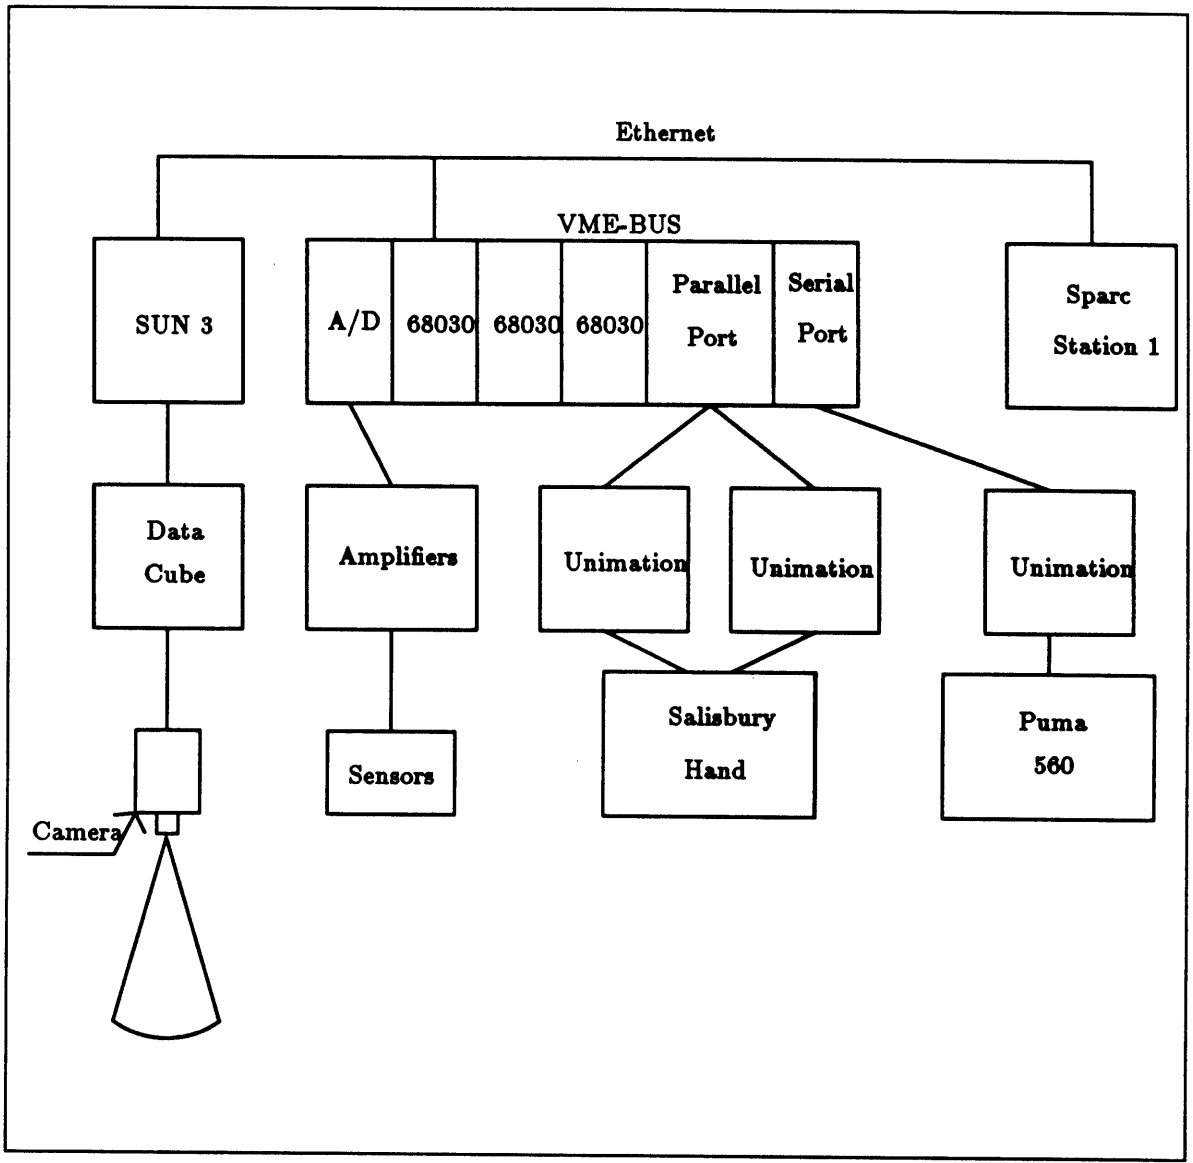 Ethernet
VME-BUS
SUN 3
A/D
68030
68030
68030
Parallel
Port
Serial
Port
Sparc
Station 1
Data
Cube
Amplifiers
Unimation
Unimation
Unimation
Camera
Sensors
Salisbury
Hand
Puma
560